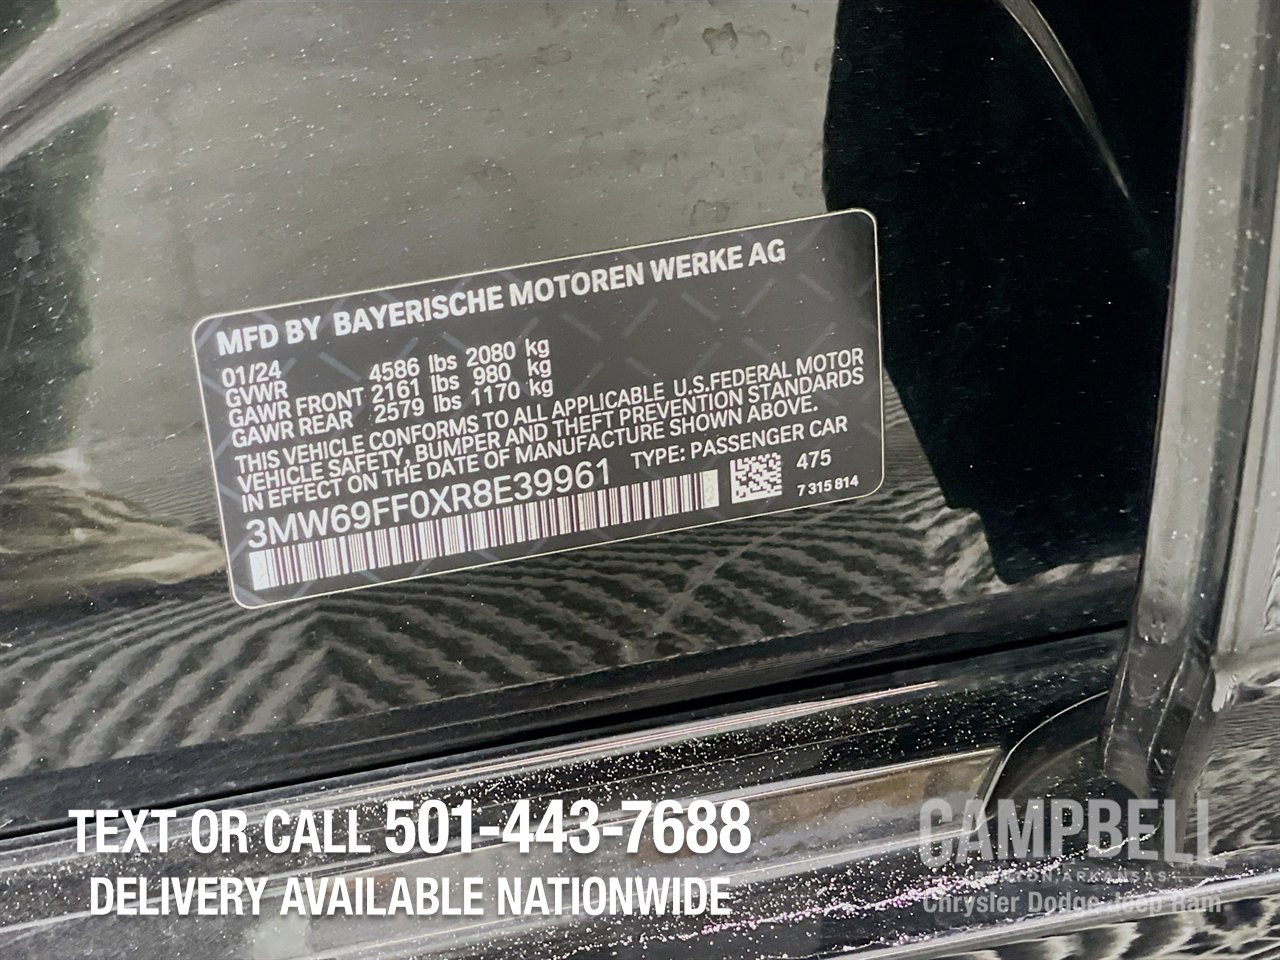 MFD BY BAYERISCHE MOTOREN WERKE AG
01/24
GVWR 4586 lbs 2080 kg
GAWR FRONT 2161 lbs 980 kg
GAWR REAR 2579 lbs 1170 kg
THIS VEHICLE CONFORMS TO ALL APPLICABLE U.S.FEDERAL MOTOR
VEHICLE SAFETY, BUMPER AND THEFT PREVENTION STANDARDS
IN EFFECT ON THE DATE OF MANUFACTURE SHOWN ABOVE.
3MW69FF0XR8E39961 TYPE: PASSENGER CAR
475
7 315 814
TEXT OR CALL 501-443-7688
DELIVERY AVAILABLE NATIONWIDE
CAMPBELL
ARKANSAS
Chrysler Dodge Jeep Ram